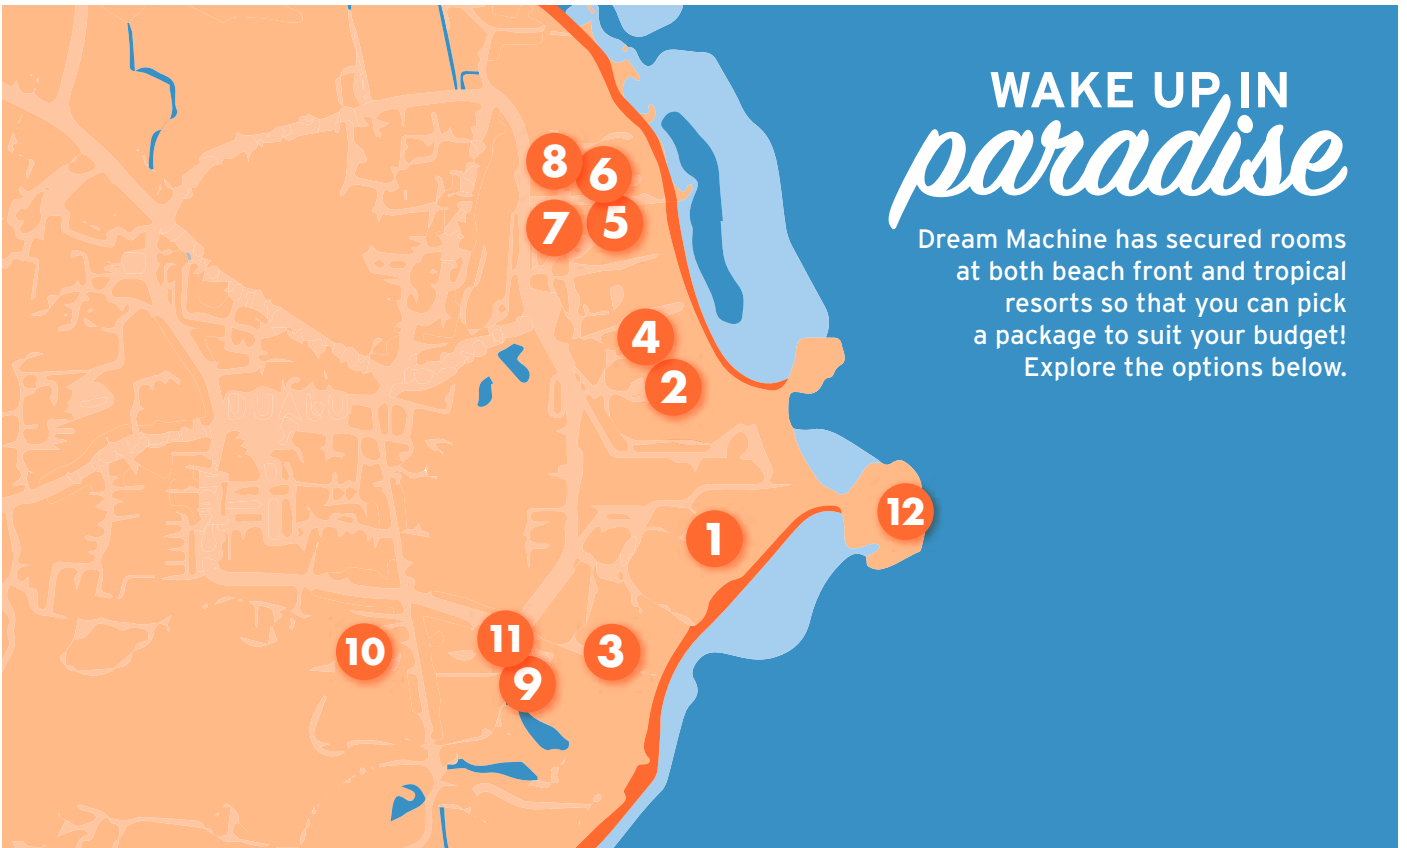 WAKE UP IN
paradise
Dream Machine has secured rooms
at both beach front and tropical
resorts so that you can pick
a package to suit your budget!
Explore the options below.
8
6
7
5
4
2
12
1
10
11
3
9